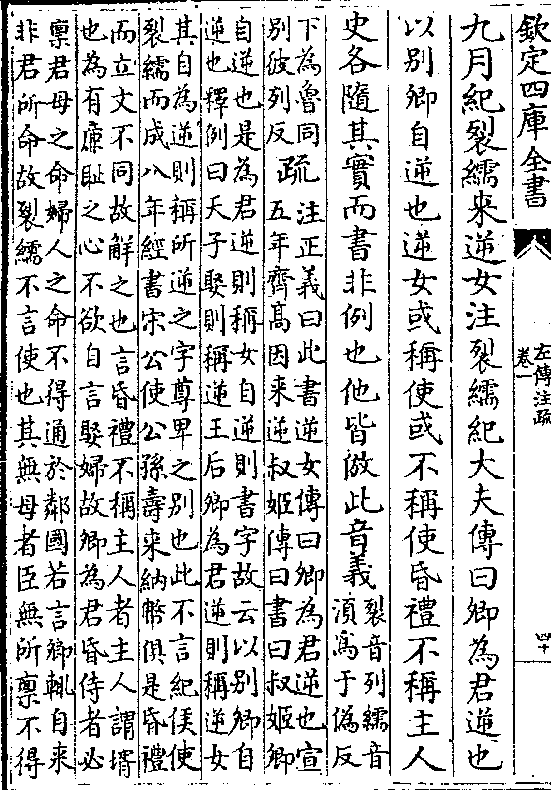 欽定四庫全書
左傳注疏
卷一
四十
九月紀裂繻来逆女注裂繻紀大夫傳曰卿為君逆也
以别卿自逆也逆女或稱使或不稱使昏禮不稱主人
史各隨其實而書非例也他皆倣此音義
裂音列繻音
湏為于偽反
下為魯同
别彼列反
疏
注正義曰此書逆女傳曰卿為君逆也宣
五年齊髙因来逆叔姬傳曰書曰叔姬卿
自逆也是為君逆則稱女自逆則書字故云以别卿自
逆也釋例曰天子娶則稱逆王后卿為君逆則稱逆女
其自為逆則稱所逆之字尊卑之别也此不言紀侯使
裂繻而成八年經書宋公使公孫壽来納幣俱是昏禮
而立文不同故解之也言昏禮不稱主人者主人謂壻
也為有廉耻之心不欲自言娶婦故卿為君昏侍者必
稟君母之命婦人之命不得通於鄰國若言卿輒自来
非君所命故裂繻不言使也其無母者臣無所稟不得